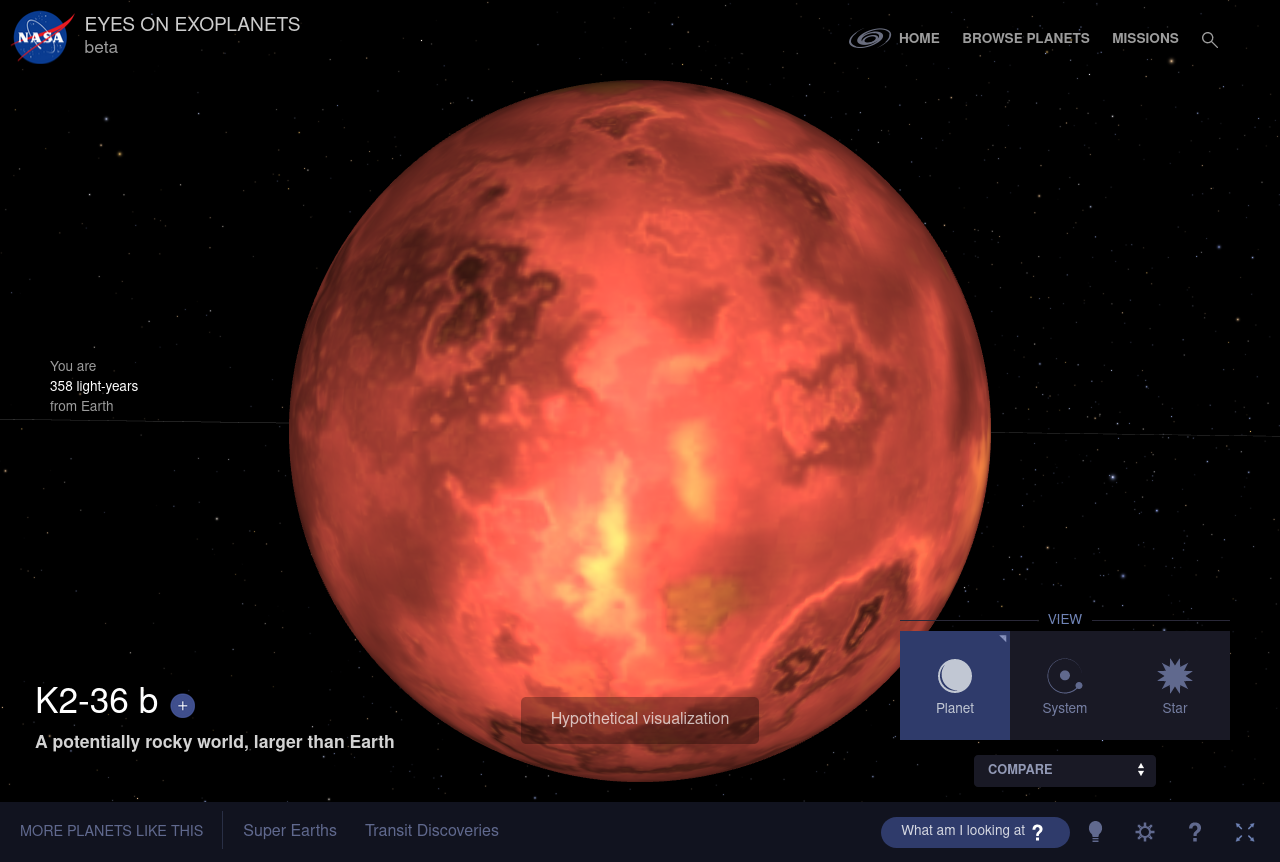 NASA
EYES ON EXOPLANETS
beta
HOME
BROWSE PLANETS
MISSIONS
You are
358 light-years
from Earth
VIEW
Planet
System
Star
COMPARE
K2-36 b +
A potentially rocky world, larger than Earth
Hypothetical visualization
MORE PLANETS LIKE THIS
Super Earths
Transit Discoveries
What am I looking at ?
?